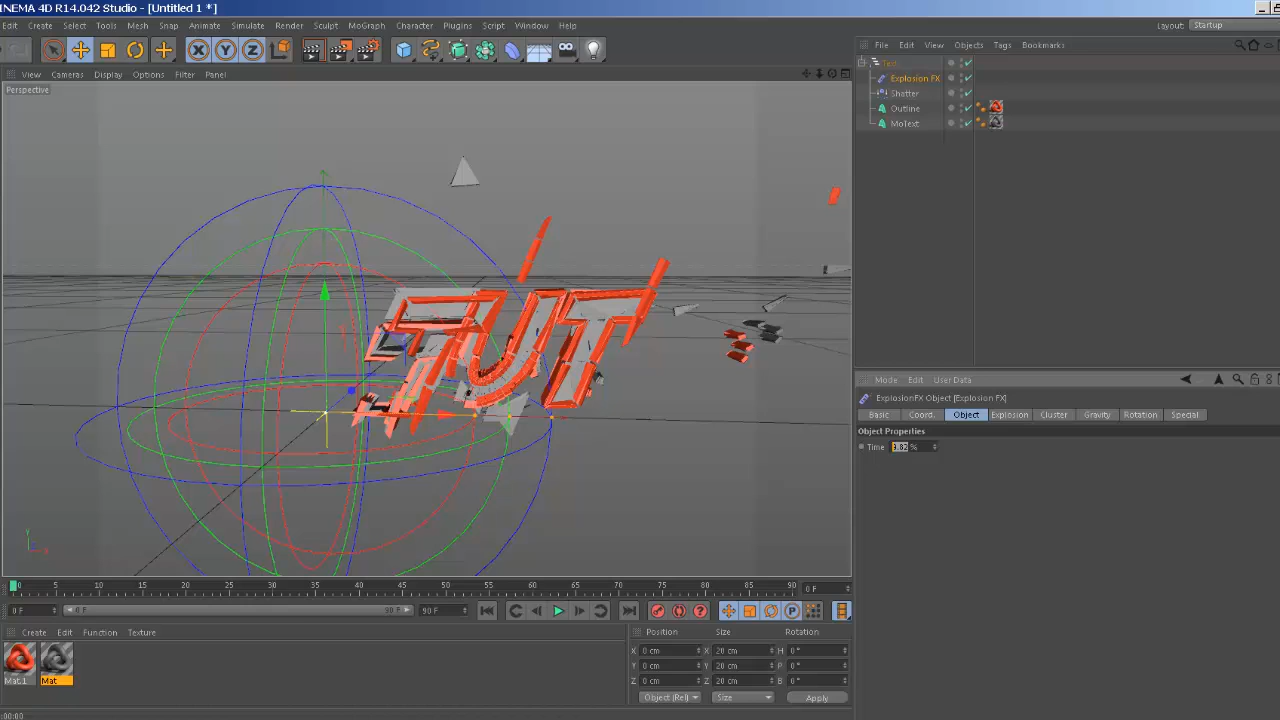 INEMA 4D R14.042 Studio - [Untitled 1 *]
Edit Create Select Tools Mesh Snap Animate Simulate Render Sculpt MoGraph Character Plugins Script Window Help Layout: Startup
X Y Z
View Cameras Display Options Filter Panel
File Edit View Objects Tags Bookmarks
Perspective
Text
Explosion FX
Shatter
Outline
MoText
TUT
Mode Edit User Data
ExplosionFX Object [Explosion FX]
Basic Coord. Object Explosion Cluster Gravity Rotation Special
Object Properties
Time 3.82 %
0 5 10 15 20 25 30 35 40 45 50 55 60 65 70 75 80 85 90 0 F
0 F 0 F 90 F 90 F
Create Edit Function Texture
Position Size Rotation
X 0 cm X 20 cm H 0 °
Y 0 cm Y 20 cm P 0 °
Z 0 cm Z 20 cm B 0 °
Mat.1 Mat
Object (Rel) Size Apply
:00:00